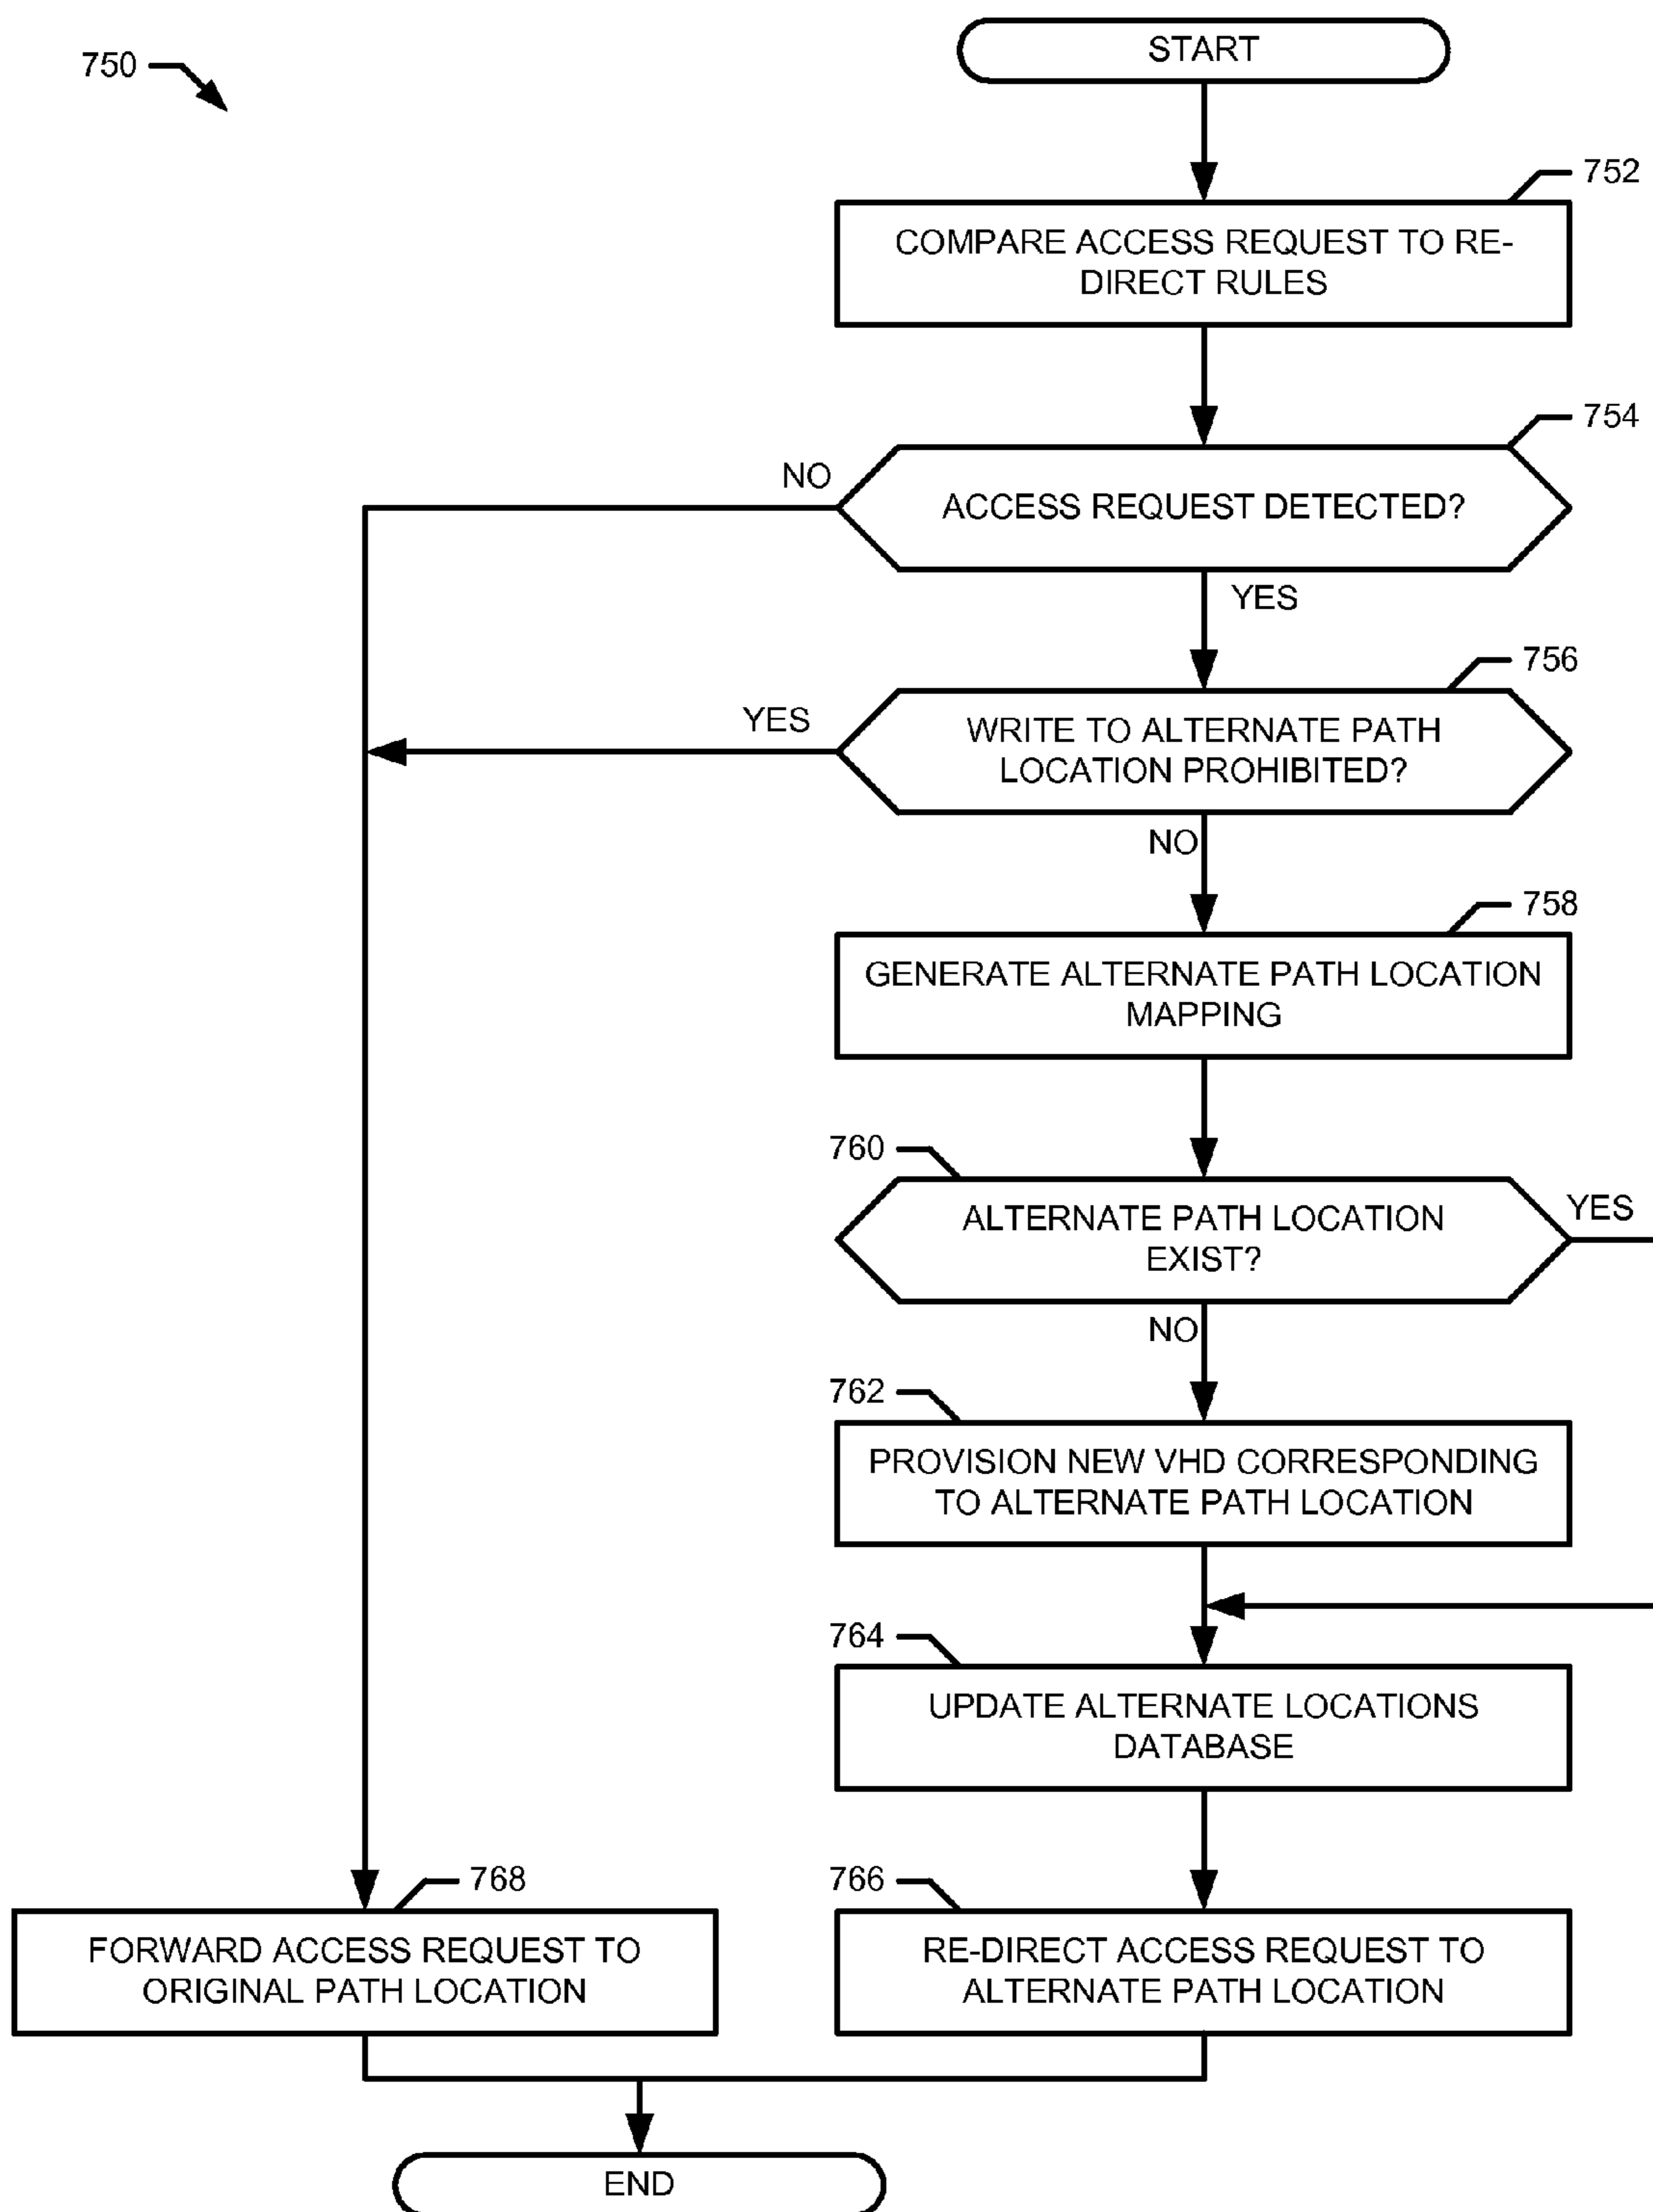 750
START
752
COMPARE ACCESS REQUEST TO RE-
DIRECT RULES
754
NO
ACCESS REQUEST DETECTED?
YES
756
YES
WRITE TO ALTERNATE PATH
LOCATION PROHIBITED?
NO
758
GENERATE ALTERNATE PATH LOCATION
MAPPING
760
ALTERNATE PATH LOCATION
EXIST?
YES
NO
762
PROVISION NEW VHD CORRESPONDING
TO ALTERNATE PATH LOCATION
764
UPDATE ALTERNATE LOCATIONS
DATABASE
768
FORWARD ACCESS REQUEST TO
ORIGINAL PATH LOCATION
766
RE-DIRECT ACCESS REQUEST TO
ALTERNATE PATH LOCATION
END